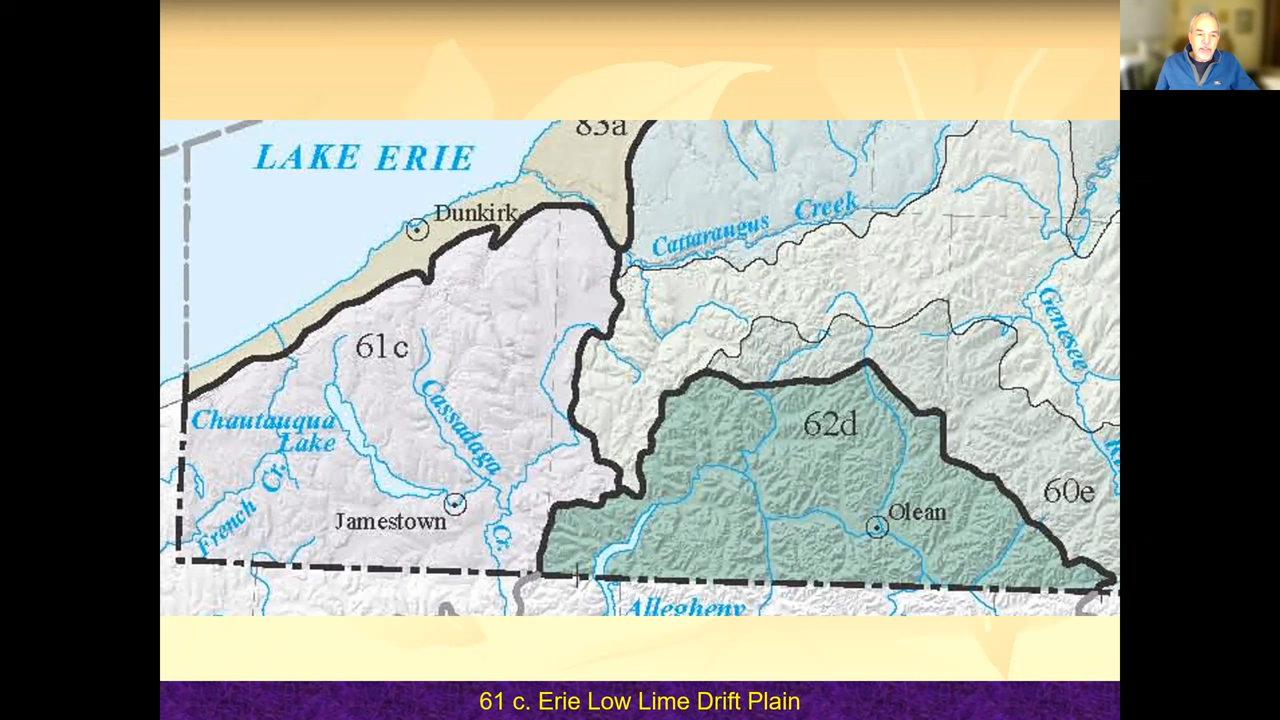 83a
LAKE ERIE
Dunkirk
Cattaraugus Creek
61c
Genesee
Cassadaga
Cr.
Chautauqua
Lake
62d
60e
French Cr.
Jamestown
Olean
Allegheny
61 c. Erie Low Lime Drift Plain